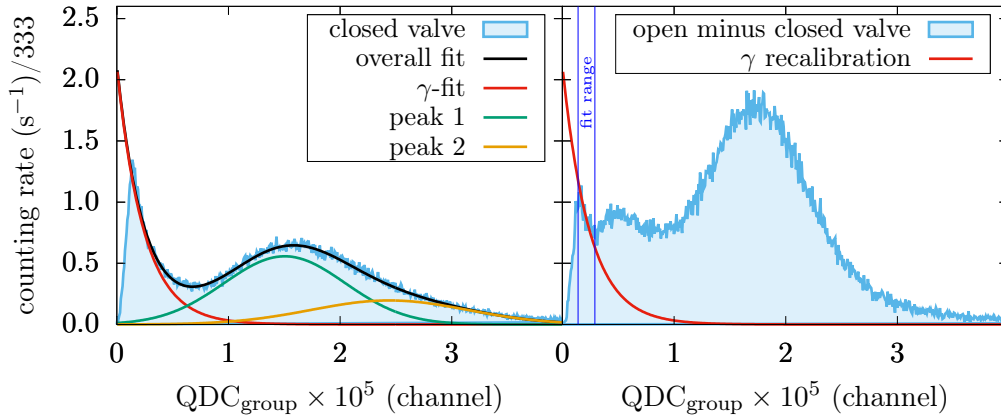 counting rate (s⁻¹)/333
2.5
2.0
1.5
1.0
0.5
0.0
closed valve
overall fit
γ-fit
peak 1
peak 2
0 1 2 3
QDC_group × 10⁵ (channel)
open minus closed valve
γ recalibration
fit range
0 1 2 3
QDC_group × 10⁵ (channel)